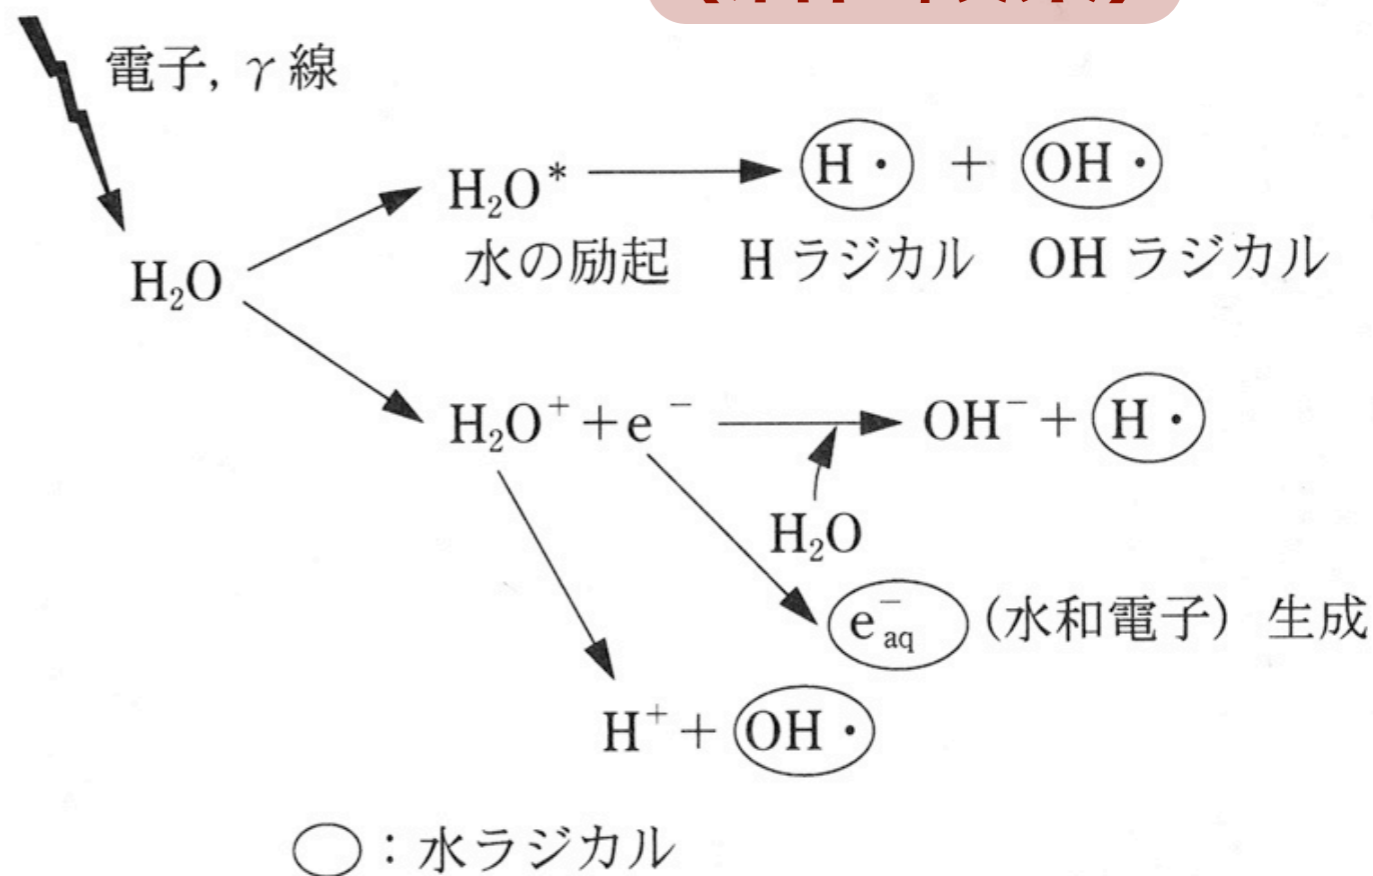 電子, γ線
H₂O* → H・ + OH・
水の励起 Hラジカル OHラジカル
H₂O
H₂O⁺ + e⁻ → OH⁻ + H・
H₂O
e⁻aq (水和電子) 生成
H⁺ + OH・
○:水ラジカル